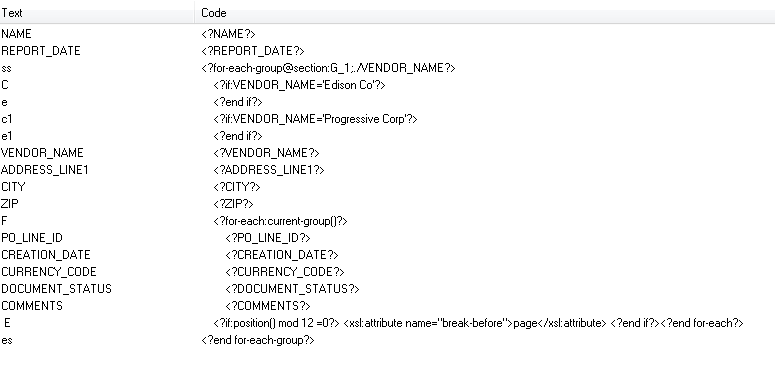 Text Code
NAME <?NAME?>
REPORT_DATE <?REPORT_DATE?>
ss <?for-each-group@section:G_1;./VENDOR_NAME?>
C <?if:VENDOR_NAME='Edison Co'?>
e <?end if?>
c1 <?if:VENDOR_NAME='Progressive Corp'?>
e1 <?end if?>
VENDOR_NAME <?VENDOR_NAME?>
ADDRESS_LINE1 <?ADDRESS_LINE1?>
CITY <?CITY?>
ZIP <?ZIP?>
F <?for-each:current-group()?>
PO_LINE_ID <?PO_LINE_ID?>
CREATION_DATE <?CREATION_DATE?>
CURRENCY_CODE <?CURRENCY_CODE?>
DOCUMENT_STATUS <?DOCUMENT_STATUS?>
COMMENTS <?COMMENTS?>
E <?if:position() mod 12 =0?> <xsl:attribute name="break-before">page</xsl:attribute> <?end if?><?end for-each?>
es <?end for-each-group?>